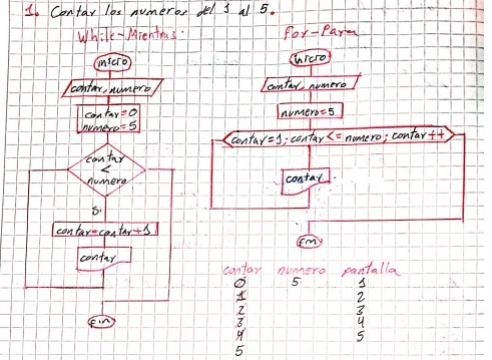 1. Contar los numeros del 1 al 5.
While-Mientras:
inicio
contar, numero
contar=0
numero=5
contar
<
numero
Si
contar=contar+1
contar
Fin
For-Para
inicio
contar, numero
numero=5
contar=1; contar<=numero; contar++
contar
Fin
contar numero pantalla
0 5 1
1 2
2 3
3 4
4 5
5